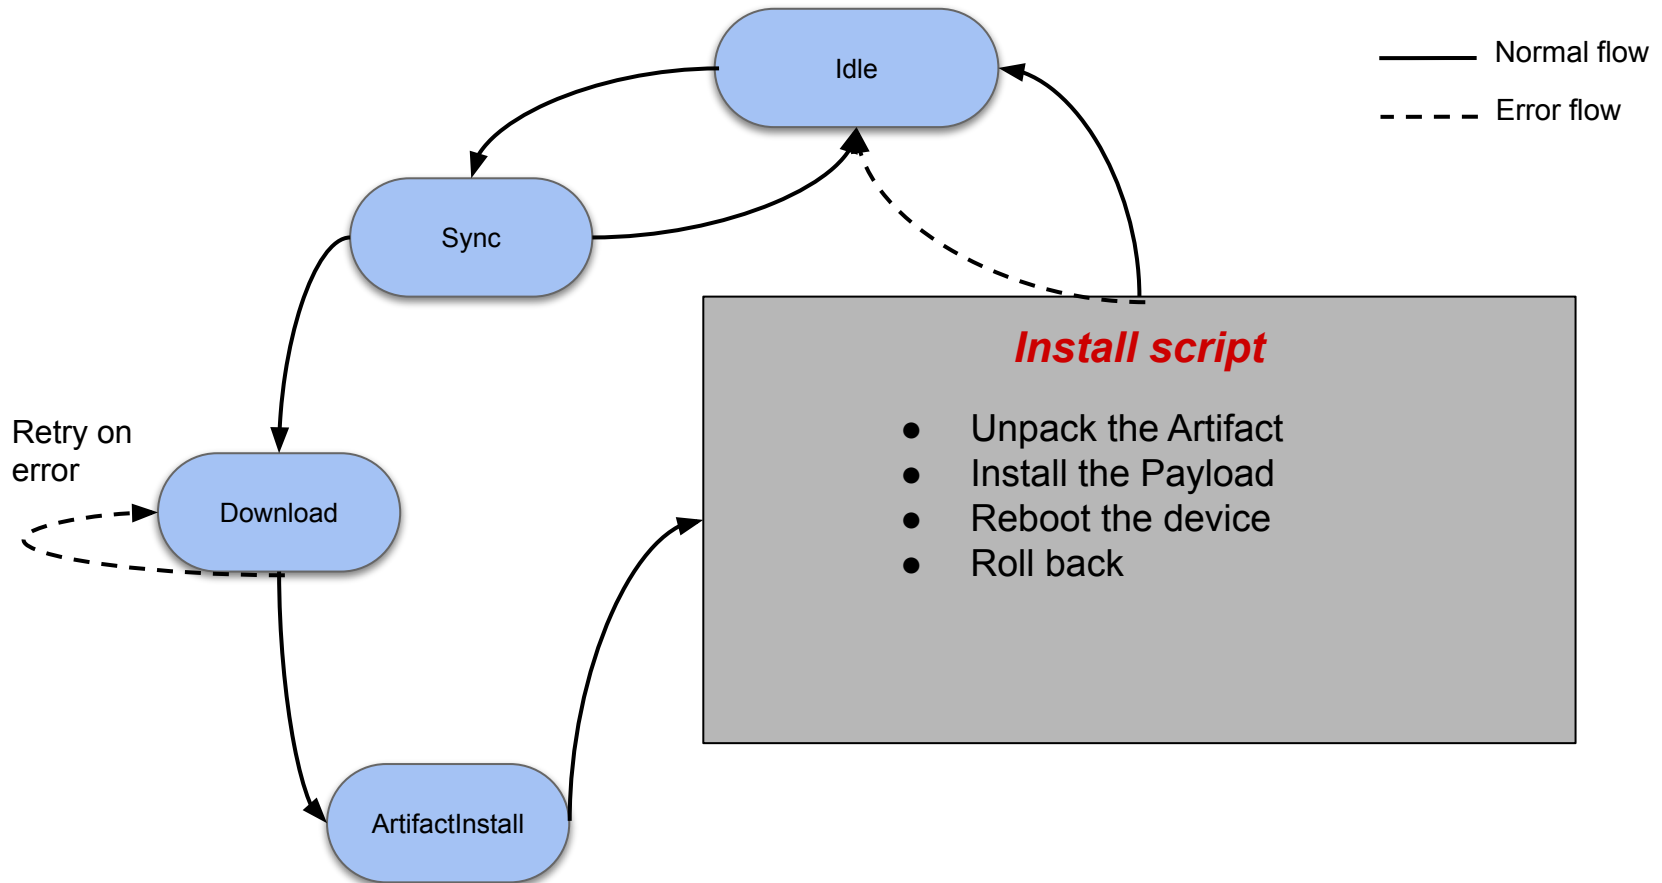 Idle
Normal flow
Error flow
Sync
Install script
● Unpack the Artifact
● Install the Payload
● Reboot the device
● Roll back
Retry on
error
Download
ArtifactInstall